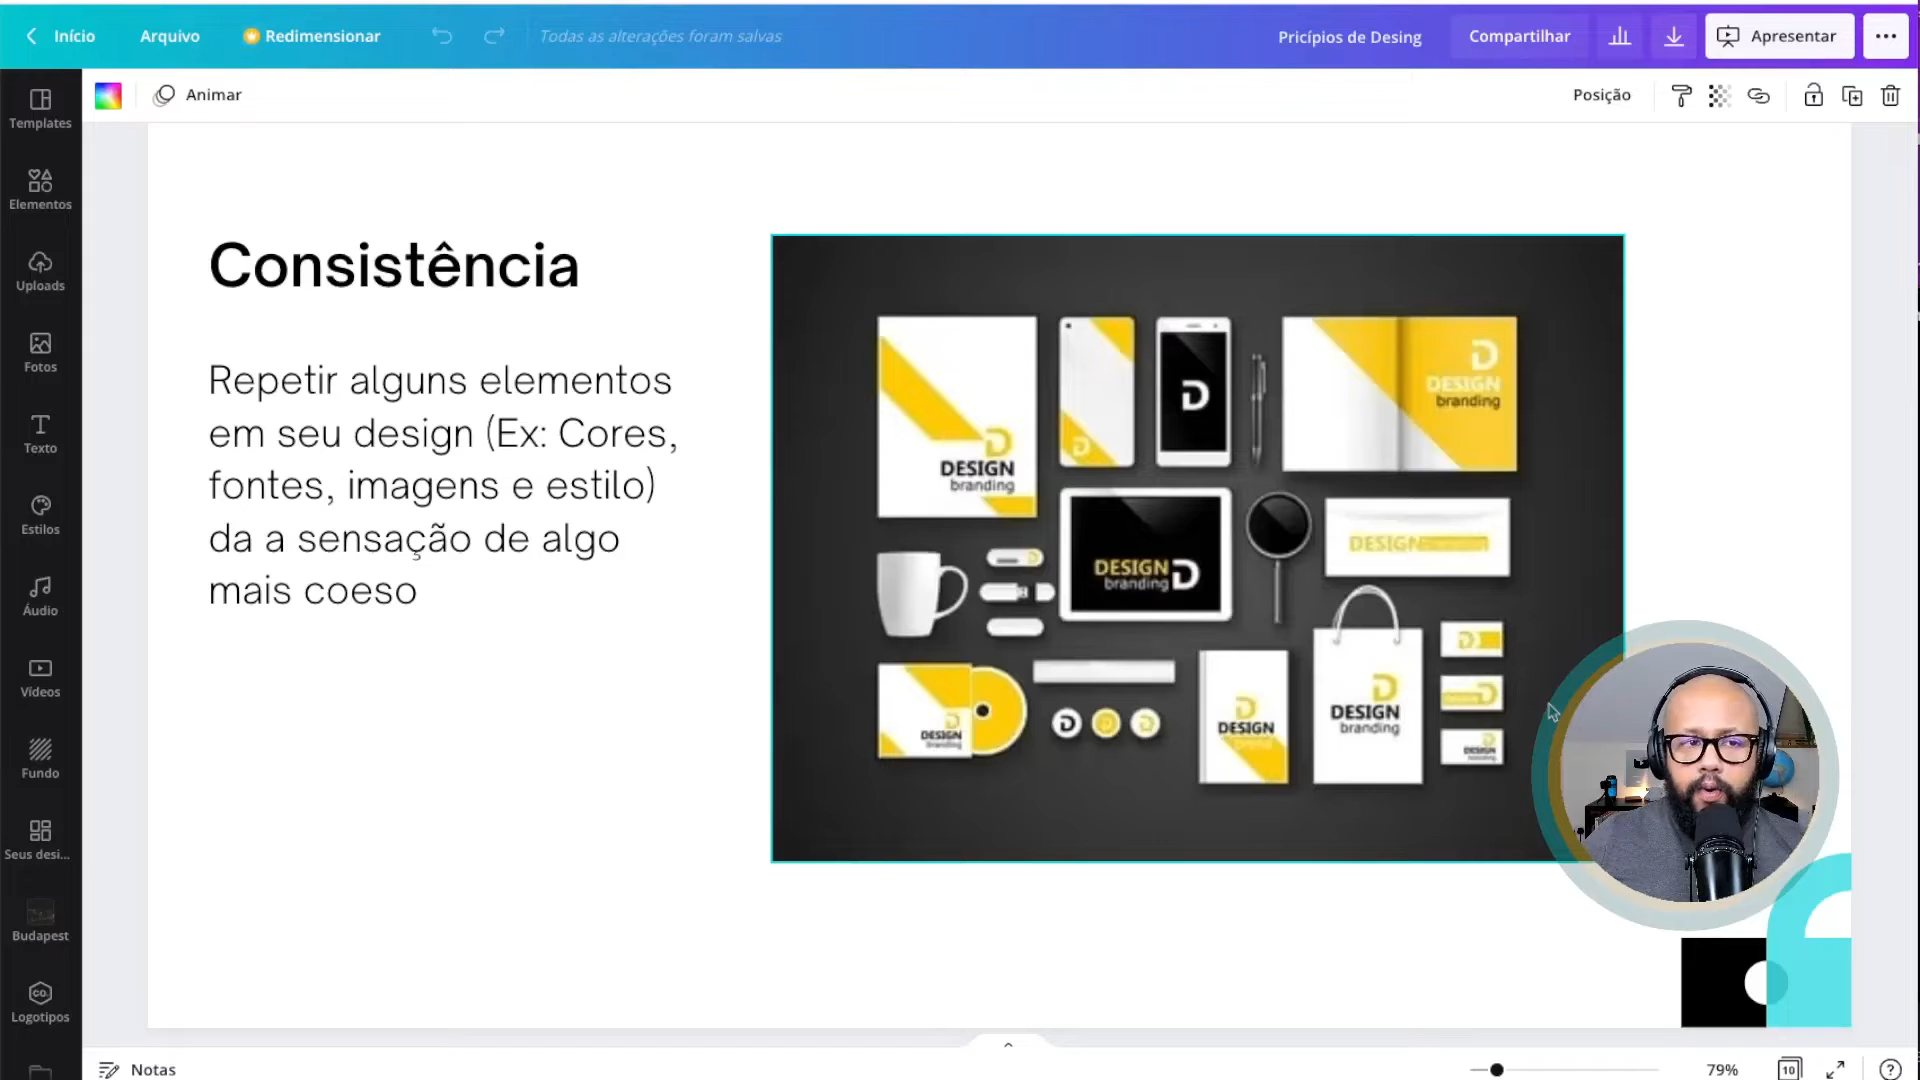 Início
Arquivo
Redimensionar
Todas as alterações foram salvas
Pricípios de Desing
Compartilhar
Apresentar
Animar
Posição
Templates
Elementos
Uploads
Fotos
Texto
Estilos
Áudio
Vídeos
Fundo
Seus desi...
Budapest
CO.
Logotipos
Consistência
Repetir alguns elementos
em seu design (Ex: Cores,
fontes, imagens e estilo)
da a sensação de algo
mais coeso
D
DESIGN
branding
D
D
D
DESIGN
branding
DESIGN D
branding
DESIGN
D
DESIGN
branding
D
D
D
D
DESIGN
D
DESIGN
branding
D
D
D
DESIGN
Notas
79%
10
?